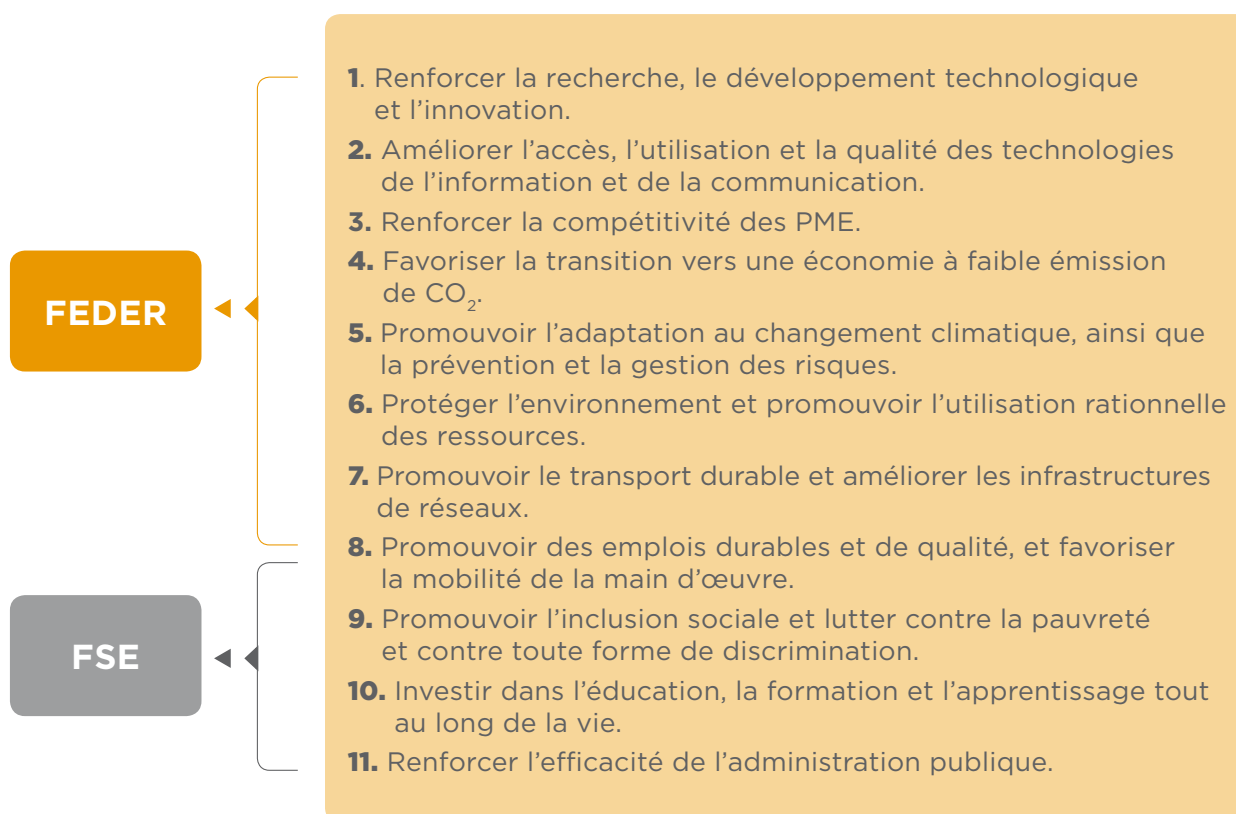 1. Renforcer la recherche, le développement technologique
et l’innovation.
2. Améliorer l’accès, l’utilisation et la qualité des technologies
de l’information et de la communication.
3. Renforcer la compétitivité des PME.
4. Favoriser la transition vers une économie à faible émission
de CO₂.
5. Promouvoir l’adaptation au changement climatique, ainsi que
la prévention et la gestion des risques.
6. Protéger l’environnement et promouvoir l’utilisation rationnelle
des ressources.
7. Promouvoir le transport durable et améliorer les infrastructures
de réseaux.
8. Promouvoir des emplois durables et de qualité, et favoriser
la mobilité de la main d’œuvre.
9. Promouvoir l’inclusion sociale et lutter contre la pauvreté
et contre toute forme de discrimination.
10. Investir dans l’éducation, la formation et l’apprentissage tout
au long de la vie.
11. Renforcer l’efficacité de l’administration publique.
FEDER
FSE